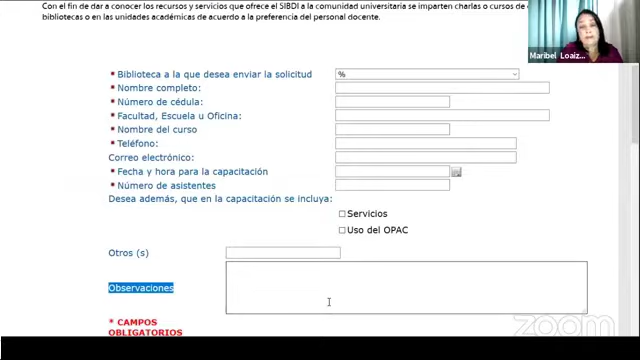 Con el fin de dar a conocer los recursos y servicios que ofrece el SIBDI a la comunidad universitaria se imparten charlas o cursos de
bibliotecas o en las unidades académicas de acuerdo a la preferencia del personal docente.
Maribel Loaiz...
* Biblioteca a la que desea enviar la solicitud %
* Nombre completo:
* Número de cédula:
* Facultad, Escuela u Oficina:
* Nombre del curso
* Teléfono:
Correo electrónico:
* Fecha y hora para la capacitación
* Número de asistentes
Desea además, que en la capacitación se incluya:
Servicios
Uso del OPAC
Otros (s)
Observaciones
* CAMPOS
OBLIGATORIOS
zoom